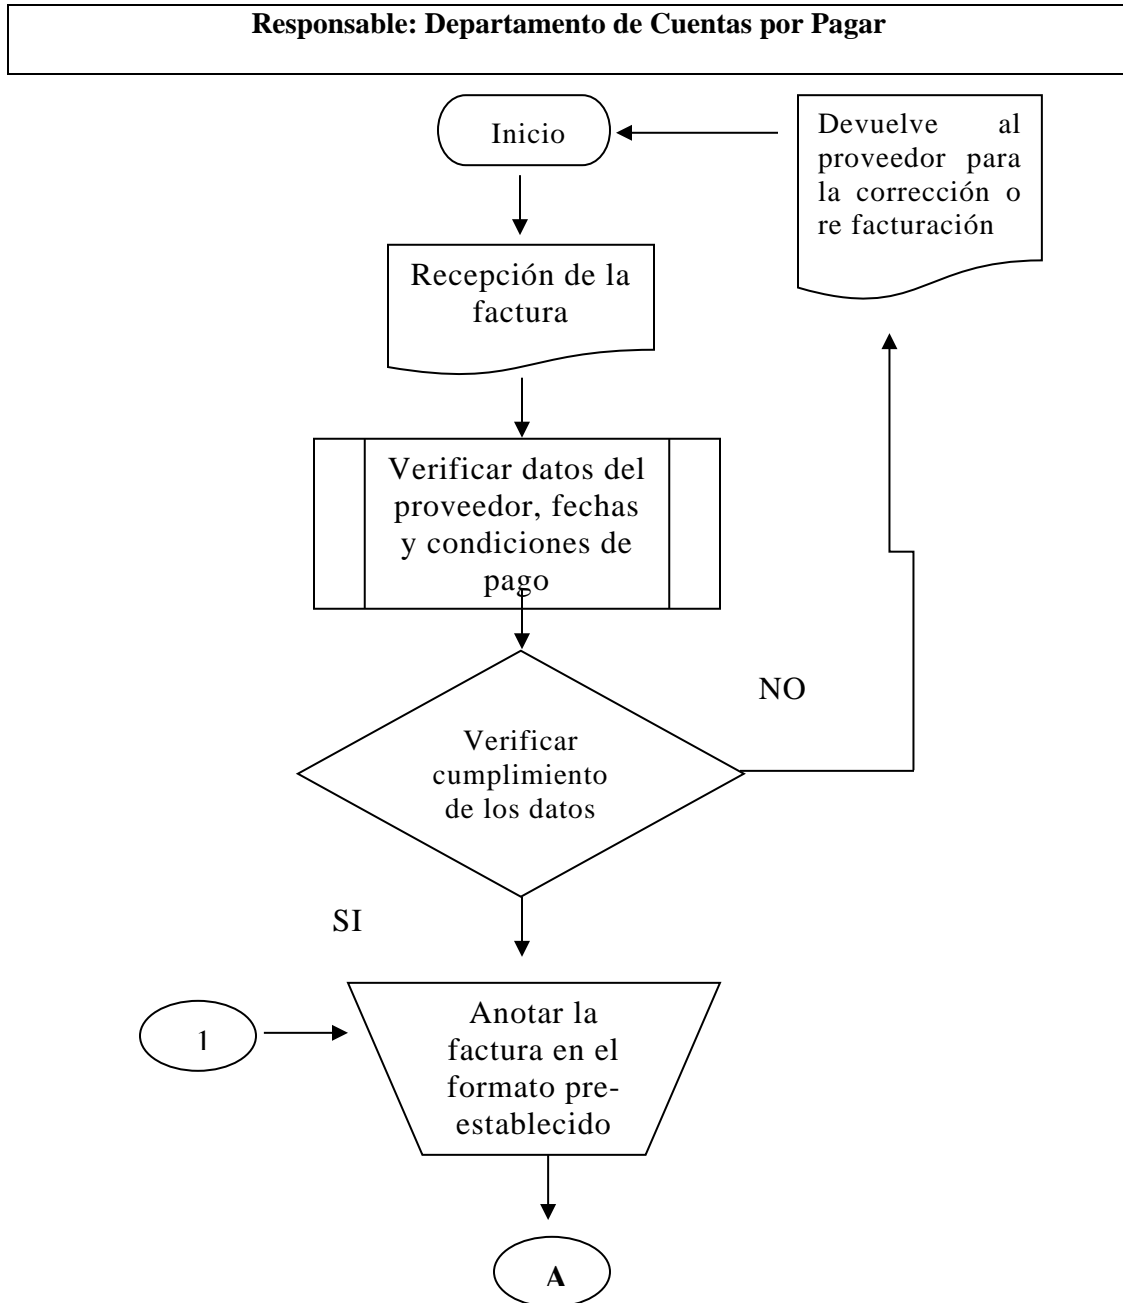 Responsable: Departamento de Cuentas por Pagar
Inicio
Devuelve al
proveedor para
la corrección o
re facturación
Recepción de la
factura
Verificar datos del
proveedor, fechas
y condiciones de
pago
NO
Verificar
cumplimiento
de los datos
SI
Anotar la
factura en el
formato pre-
establecido
1
A